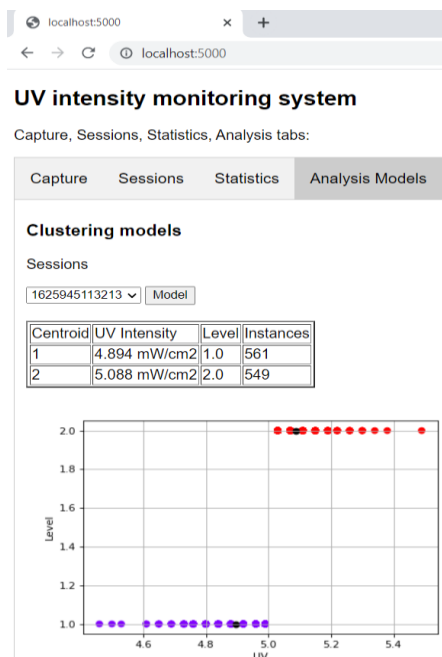 localhost:5000
localhost:5000
UV intensity monitoring system
Capture, Sessions, Statistics, Analysis tabs:
Capture Sessions Statistics Analysis Models
Clustering models
Sessions
1625945113213 Model
Centroid UV Intensity Level Instances
1 4.894 mW/cm2 1.0 561
2 5.088 mW/cm2 2.0 549
2.0
1.8
1.6
1.4
1.2
1.0
Level
4.6 4.8 5.0 5.2 5.4
UV